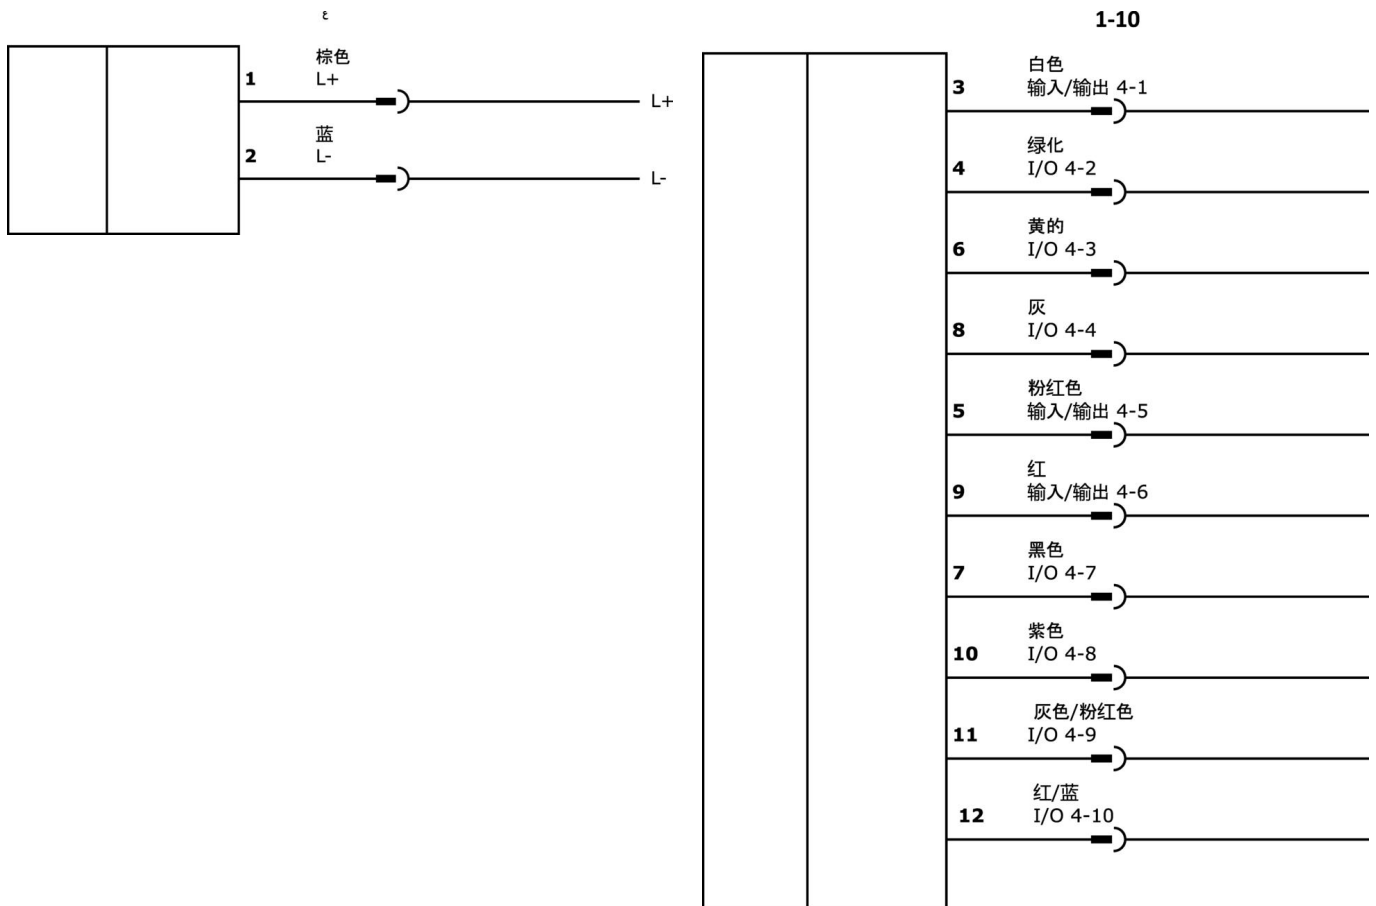 ع
1
棕色
L+
L+
2
蓝
L-
L-
1-10
3
白色
输入/输出 4-1
4
绿化
I/O 4-2
6
黄的
I/O 4-3
8
灰
I/O 4-4
5
粉红色
输入/输出 4-5
9
红
输入/输出 4-6
7
黑色
I/O 4-7
10
紫色
I/O 4-8
11
灰色/粉红色
I/O 4-9
12
红/蓝
I/O 4-10